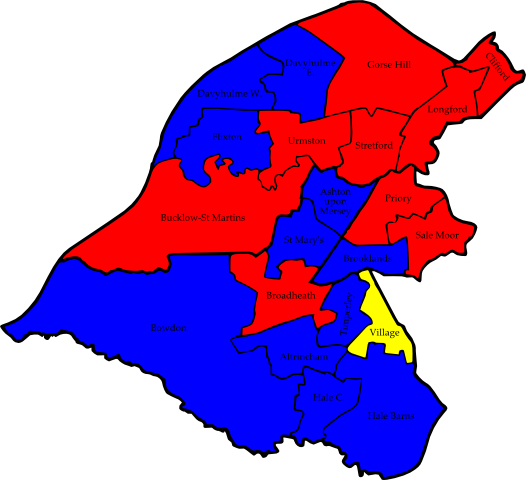 Clifford
Davyhulme
E.
Gorse Hill
Davyhulme W.
Longford
Flixton
Urmston
Stretford
Ashton
upon
Mersey
Priory
Bucklow-St Martins
Sale Moor
St Mary's
Brooklands
Broadheath
Timperley
Bowdon
Village
Altrincham
Hale C.
Hale Barns